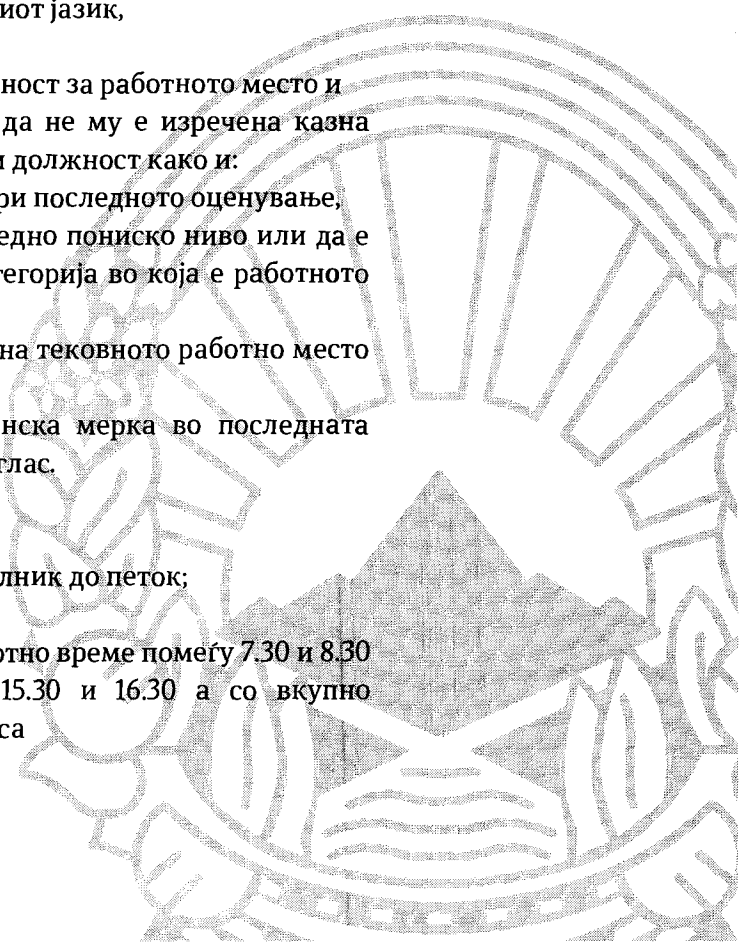 иот јазик,
ност за работното место и
да не му е изречена казна
и должност како и:
ри последното оценување,
едно пониско ниво или да е
тегорија во која е работното
на тековното работно место
нска мерка во последната
глас.
лник до петок;
отно време помеѓу 7.30 и 8.30
15.30 и 16.30 а со вкупно
са